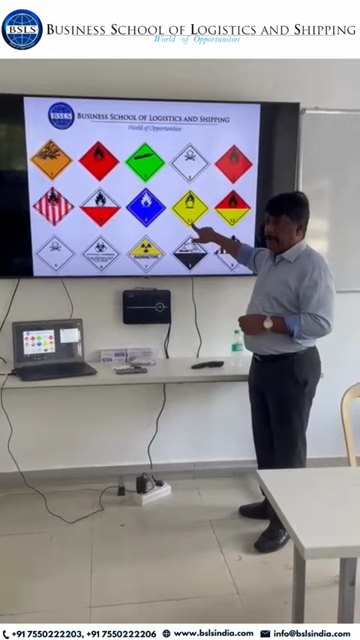 BSLS
BUSINESS SCHOOL OF LOGISTICS AND SHIPPING
World of Opportunities
BUSINESS SCHOOL OF LOGISTICS AND SHIPPING
World of Opportunities
RADIOACTIVE
+91 7550222203, +91 7550222206
www.bslsindia.com
info@bslsindia.com